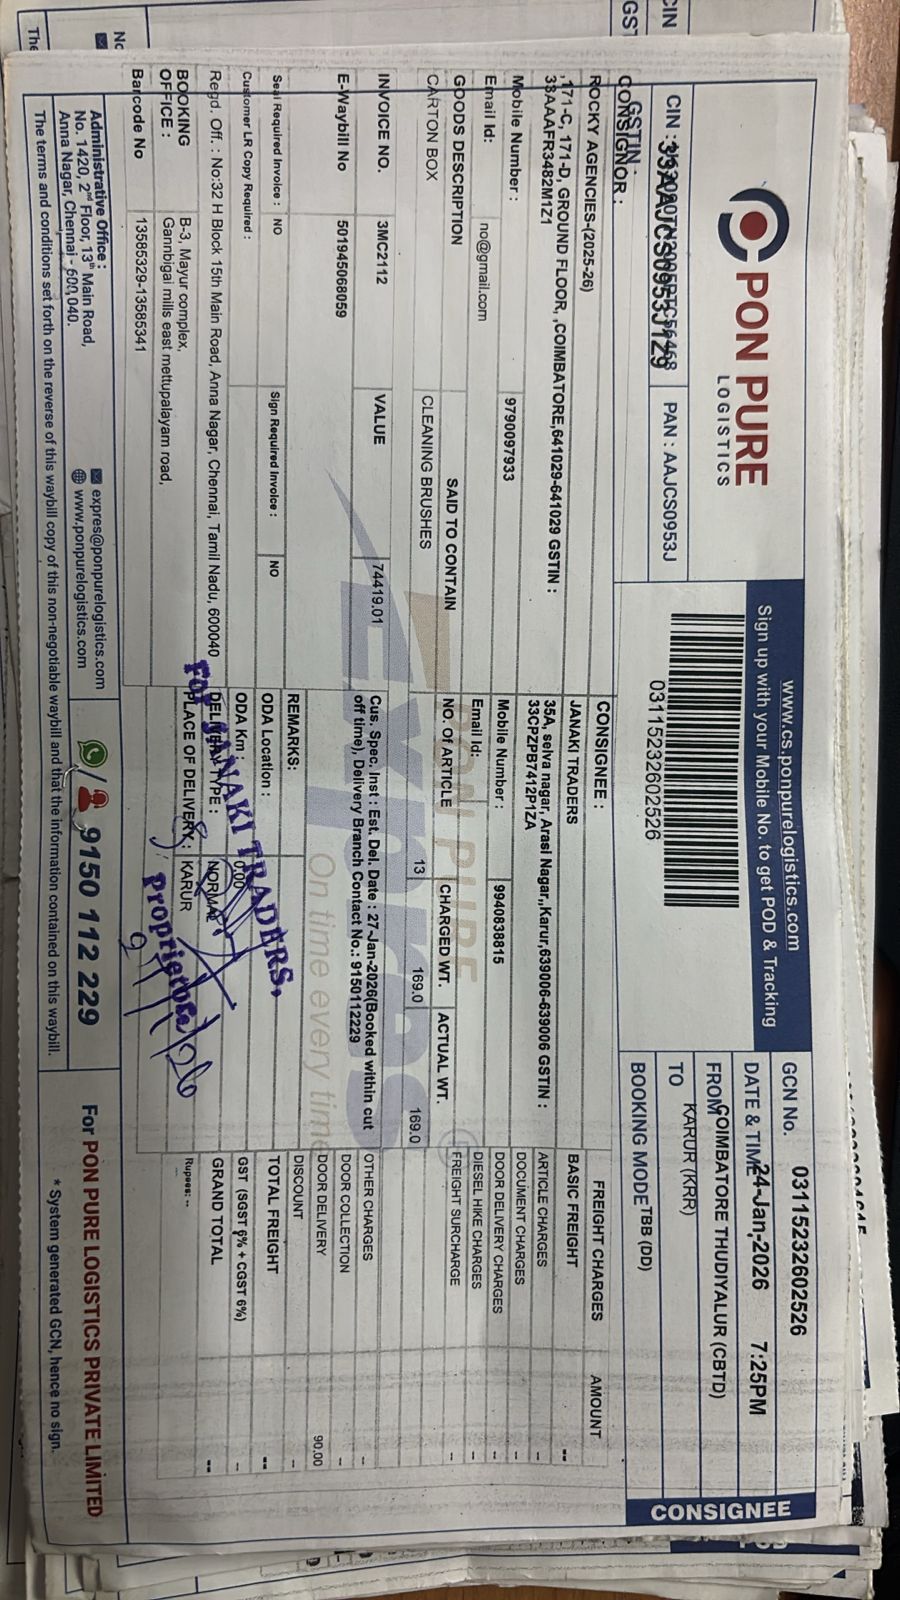 PON PURE
LOGISTICS
www.cs.ponpurelogistics.com
Sign up with your Mobile No. to get POD & Tracking
0311523260252​6
GCN No. 03115232602526
DATE & TIME 24-Jan,-2026 7:25PM
FROM COIMBATORE THUDIYALUR (CBTD)
TO KARUR (KRR)
BOOKING MODE TBB (DD)
CONSIGNEE
CIN :
PAN : AAJCS0953J
GSTIN : 33AAJCS0953J1Z9
CONSIGNOR :
ROCKY AGENCIES-(2025-26)
,171-C, 171-D, GROUND FLOOR, ,COIMBATORE,641029-641029 GSTIN :
33AAAFR3482M1Z1
Mobile Number : 9790097933
Email Id: no@gmail.com
CONSIGNEE :
JANAKI TRADERS
35A, selva nagar, Arasi Nagar,,Karur,639006-639006 GSTIN :
33CPZPB7412P1ZA
Mobile Number : 9940838815
Email Id:
GOODS DESCRIPTION SAID TO CONTAIN NO. Of ARTICLE CHARGED WT. ACTUAL WT.
CARTON BOX CLEANING BRUSHES 13 169.0 169.0
INVOICE NO. 3MC2112 VALUE 74419.01
E-Waybill No 501945068059
Cus. Spec. Inst : Est. Del. Date : 27-Jan-2026(Booked within cut
off time), Delivery Branch Contact No.: 9150112229
Seal Required Invoice : NO Sign Required Invoice : NO
Customer LR Copy Required :
REMARKS:
ODA Location :
ODA Km : 0.00
DELIVERY TYPE : NORMAL
PLACE OF DELIVERY : KARUR
Regd. Off. : No:32 H Block 15th Main Road, Anna Nagar, Chennai, Tamil Nadu, 600040
BOOKING OFFICE : B-3, Mayur complex,
Gannbigai mills east mettupalayam road,
Barcode No 13585329-13585341
FREIGHT CHARGES AMOUNT
BASIC FREIGHT --
ARTICLE CHARGES -
DOCUMENT CHARGES -
DOOR DELIVERY CHARGES -
DIESEL HIKE CHARGES -
FREIGHT SURCHARGE -
OTHER CHARGES -
DOOR COLLECTION -
DOOR DELIVERY 90.00
DISCOUNT -
TOTAL FREIGHT --
GST (SGST 6% + CGST 6%) -
GRAND TOTAL --
Rupees: --
PON PURE
Expres
On time every time
For JANAKI TRADERS,
Proprietor
Administrative Office :
No. 1420, 2nd Floor, 13th Main Road,
Anna Nagar, Chennai - 600 040.
expres@ponpurelogistics.com
www.ponpurelogistics.com
9150 112 229
For PON PURE LOGISTICS PRIVATE LIMITED
The terms and conditions set forth on the reverse of this waybill copy of this non-negotiable waybill and that the information contained on this waybill.
* System generated GCN, hence no sign.